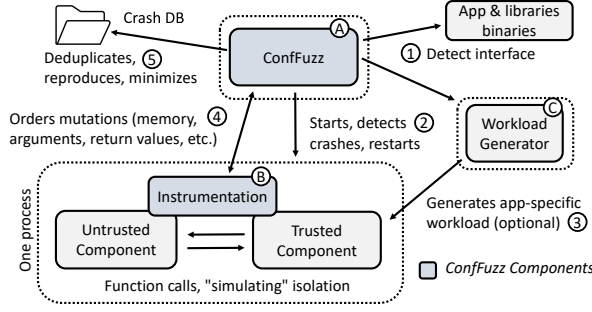 Crash DB
A
App & libraries
binaries
ConfFuzz
1 Detect interface
Deduplicates, 5
reproduces, minimizes
C
Workload
Generator
Orders mutations (memory, 4
arguments, return values, etc.)
Starts, detects 2
crashes, restarts
One process
B
Instrumentation
Untrusted
Component
Trusted
Component
Generates app-specific
workload (optional) 3
Function calls, "simulating" isolation
ConfFuzz Components